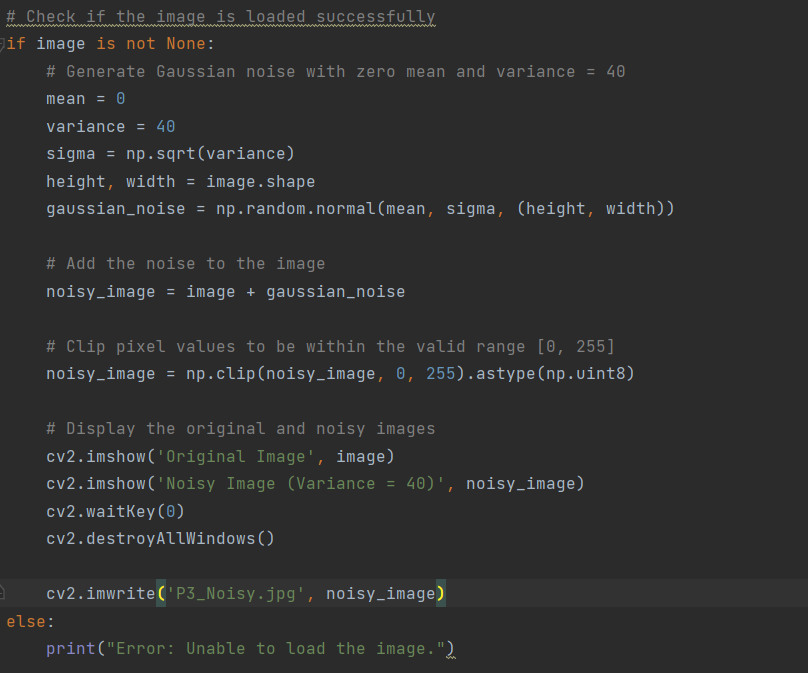 # Check if the image is loaded successfully
if image is not None:
    # Generate Gaussian noise with zero mean and variance = 40
    mean = 0
    variance = 40
    sigma = np.sqrt(variance)
    height, width = image.shape
    gaussian_noise = np.random.normal(mean, sigma, (height, width))

    # Add the noise to the image
    noisy_image = image + gaussian_noise

    # Clip pixel values to be within the valid range [0, 255]
    noisy_image = np.clip(noisy_image, 0, 255).astype(np.uint8)

    # Display the original and noisy images
    cv2.imshow('Original Image', image)
    cv2.imshow('Noisy Image (Variance = 40)', noisy_image)
    cv2.waitKey(0)
    cv2.destroyAllWindows()

    cv2.imwrite('P3_Noisy.jpg', noisy_image)
else:
    print("Error: Unable to load the image.")